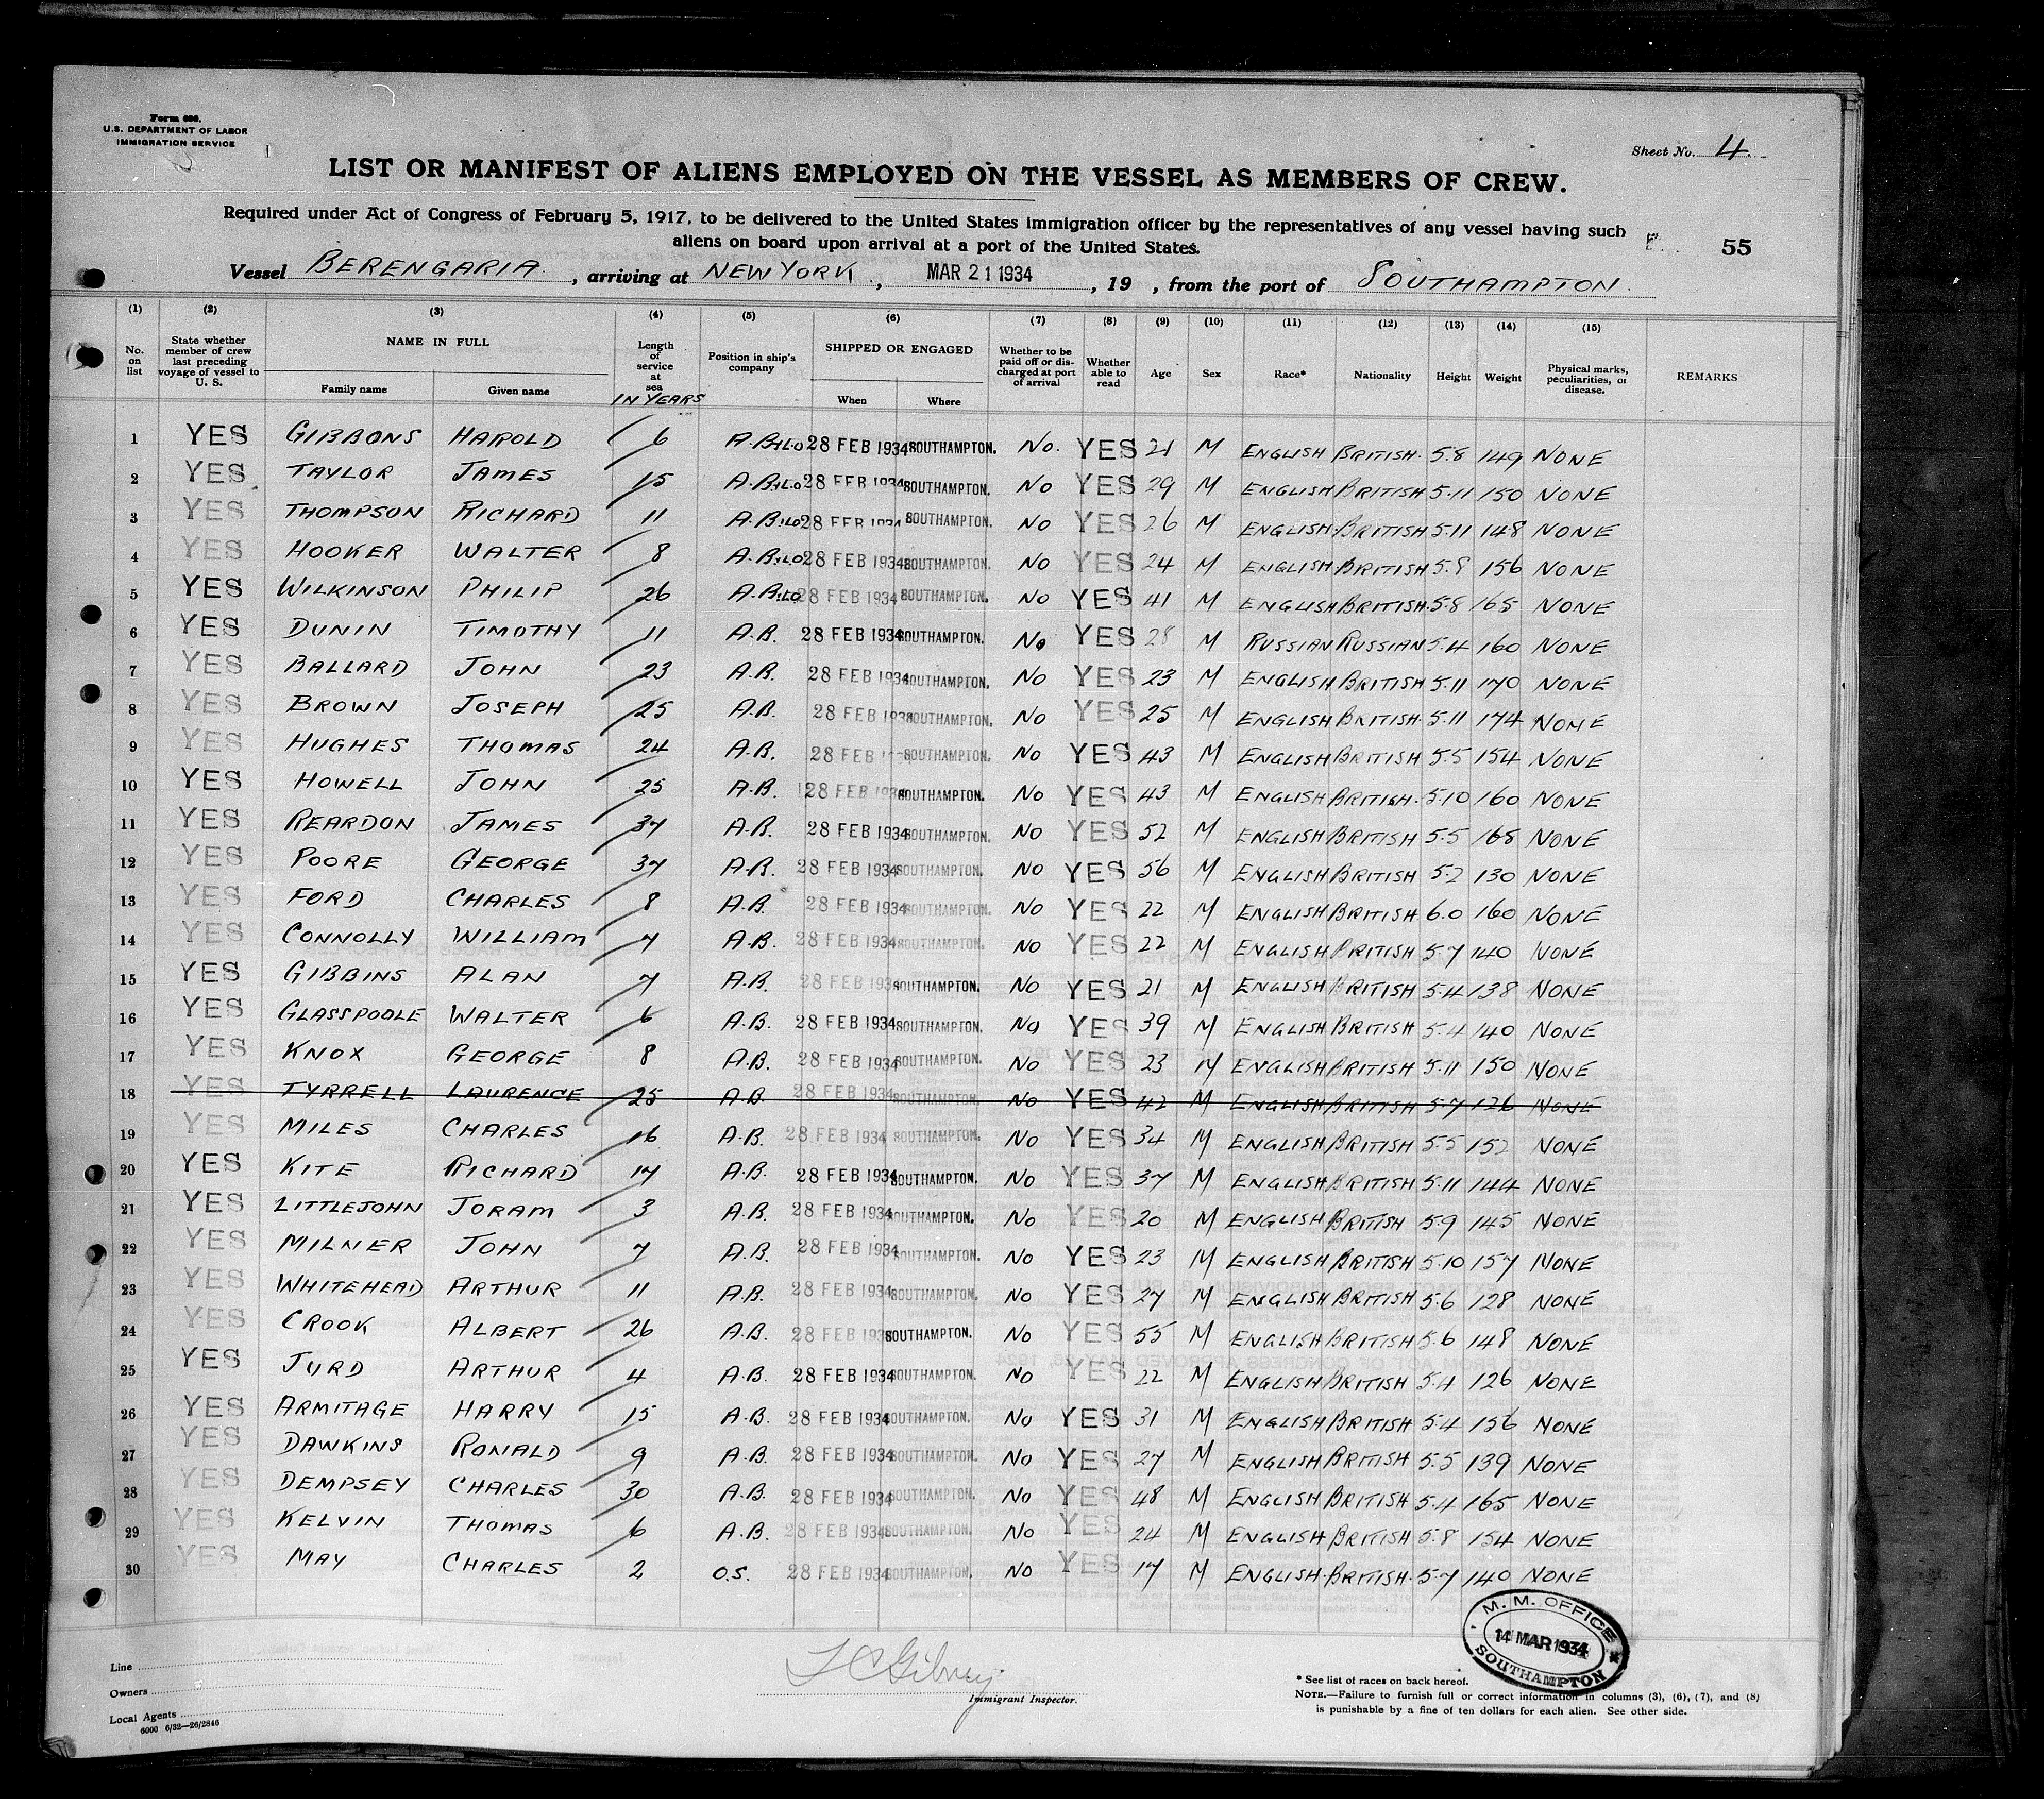 Form 680.
U.S. DEPARTMENT OF LABOR
IMMIGRATION SERVICE
Sheet No. 4.
LIST OR MANIFEST OF ALIENS EMPLOYED ON THE VESSEL AS MEMBERS OF CREW.
Required under Act of Congress of February 5, 1917, to be delivered to the United States immigration officer by the representatives of any vessel having such
aliens on board upon arrival at a port of the United States.
55
Vessel BERENGARIA, arriving at NEW YORK, MAR 21 1934, 19 , from the port of SOUTHAMPTON.
(1) (2) (3) (4) (5) (6) (7) (8) (9) (10) (11) (12) (13) (14) (15)
No. on list State whether member of crew last preceding voyage of vessel to U. S. NAME IN FULL Family name Given name Length of service at sea IN YEARS Position in ship's company SHIPPED OR ENGAGED When Where Whether to be paid off or discharged at port of arrival Whether able to read Age Sex Race* Nationality Height Weight Physical marks, peculiarities, or disease. REMARKS
1 YES GIBBONS HAROLD 6 A.B. 28 FEB 1934 SOUTHAMPTON. No. YES 21 M ENGLISH BRITISH. 5.8 149 NONE
2 YES TAYLOR JAMES 15 A.B. 28 FEB 1934 SOUTHAMPTON. No YES 29 M ENGLISH BRITISH 5.11 150 NONE
3 YES THOMPSON RICHARD 11 A.B. 28 FEB 1934 SOUTHAMPTON. No YES 26 M ENGLISH BRITISH 5.11 148 NONE
4 YES HOOKER WALTER 8 A.B. 28 FEB 1934 SOUTHAMPTON. No YES 24 M ENGLISH BRITISH 5.8 156 NONE
5 YES WILKINSON PHILIP 26 A.B. 28 FEB 1934 SOUTHAMPTON. No YES 41 M ENGLISH BRITISH 5.8 165 NONE
6 YES DUNIN TIMOTHY 11 A.B. 28 FEB 1934 SOUTHAMPTON. No YES 28 M RUSSIAN RUSSIAN 5.4 160 NONE
7 YES BALLARD JOHN 23 A.B. 28 FEB 1934 SOUTHAMPTON. No YES 23 M ENGLISH BRITISH 5.11 170 NONE
8 YES BROWN JOSEPH 25 A.B. 28 FEB 1934 SOUTHAMPTON. No YES 25 M ENGLISH BRITISH. 5.11 174 NONE
9 YES HUGHES THOMAS 24 A.B. 28 FEB SOUTHAMPTON. No YES 43 M ENGLISH BRITISH 5.5 154 NONE
10 YES HOWELL JOHN 25 A.B. 28 FEB 1934 SOUTHAMPTON. No YES 43 M ENGLISH BRITISH. 5.10 160 NONE
11 YES REARDON JAMES 37 A.B. 28 FEB 1934 SOUTHAMPTON. No YES 52 M ENGLISH BRITISH 5.5 168 NONE
12 YES POORE GEORGE 37 A.B. 28 FEB 1934 SOUTHAMPTON. No YES 56 M ENGLISH BRITISH 5.2 130 NONE
13 YES FORD CHARLES 8 A.B. 28 FEB 1934 SOUTHAMPTON. No YES 22 M ENGLISH BRITISH 6.0 160 NONE
14 YES CONNOLLY WILLIAM 7 A.B. 28 FEB 1934 SOUTHAMPTON. No YES 22 M ENGLISH BRITISH 5.7 140 NONE
15 YES GIBBINS ALAN 7 A.B. 28 FEB 1934 SOUTHAMPTON. No YES 21 M ENGLISH BRITISH 5.4 138 NONE
16 YES GLASSPOOLE WALTER 6 A.B. 28 FEB 1934 SOUTHAMPTON. No YES 39 M ENGLISH BRITISH 5.4 140 NONE
17 YES KNOX GEORGE 8 A.B. 28 FEB 1934 SOUTHAMPTON. No YES 23 M ENGLISH BRITISH 5.11 150 NONE
18 YES TYRRELL LAURENCE 25 A.B. 28 FEB 1934 SOUTHAMPTON. No YES 42 M ENGLISH BRITISH 5.7 126 NONE
19 YES MILES CHARLES 16 A.B. 28 FEB 1934 SOUTHAMPTON. No YES 34 M ENGLISH BRITISH 5.5 152 NONE
20 YES KITE RICHARD 17 A.B. 28 FEB 1934 SOUTHAMPTON. No YES 37 M ENGLISH BRITISH 5.11 144 NONE
21 YES LITTLEJOHN JORAM 3 A.B. 28 FEB 1934 SOUTHAMPTON. No YES 20 M ENGLISH BRITISH 5.9 145 NONE
22 YES MILNER JOHN 7 A.B. 28 FEB 1934 SOUTHAMPTON. No YES 23 M ENGLISH BRITISH 5.10 157 NONE
23 YES WHITEHEAD ARTHUR 11 A.B. 28 FEB 1934 SOUTHAMPTON. No YES 27 M ENGLISH BRITISH 5.6 128 NONE
24 YES CROOK ALBERT 26 A.B. 28 FEB 1934 SOUTHAMPTON. No YES 55 M ENGLISH BRITISH 5.6 148 NONE
25 YES JURD ARTHUR 4 A.B. 28 FEB 1934 SOUTHAMPTON. No YES 22 M ENGLISH BRITISH 5.4 126 NONE
26 YES ARMITAGE HARRY 15 A.B. 28 FEB 1934 SOUTHAMPTON. No YES 31 M ENGLISH BRITISH 5.4 156 NONE
27 YES DAWKINS RONALD 9 A.B. 28 FEB 1934 SOUTHAMPTON. No YES 27 M ENGLISH BRITISH 5.5 139 NONE
28 YES DEMPSEY CHARLES 30 A.B. 28 FEB 1934 SOUTHAMPTON. No YES 48 M ENGLISH BRITISH 5.4 165 NONE
29 YES KELVIN THOMAS 6 A.B. 28 FEB 1934 SOUTHAMPTON. No YES 24 M ENGLISH BRITISH 5.8 154 NONE
30 YES MAY CHARLES 2 O.S. 28 FEB 1934 SOUTHAMPTON. No YES 17 M ENGLISH BRITISH. 5.7 140 NONE
M. M. OFFICE
14 MAR 1934
SOUTHAMPTON
Line
Owners
Local Agents
6000 6/32—26/2846
Immigrant Inspector.
* See list of races on back hereof.
NOTE.—Failure to furnish full or correct information in columns (3), (6), (7), and (8)
is punishable by a fine of ten dollars for each alien. See other side.